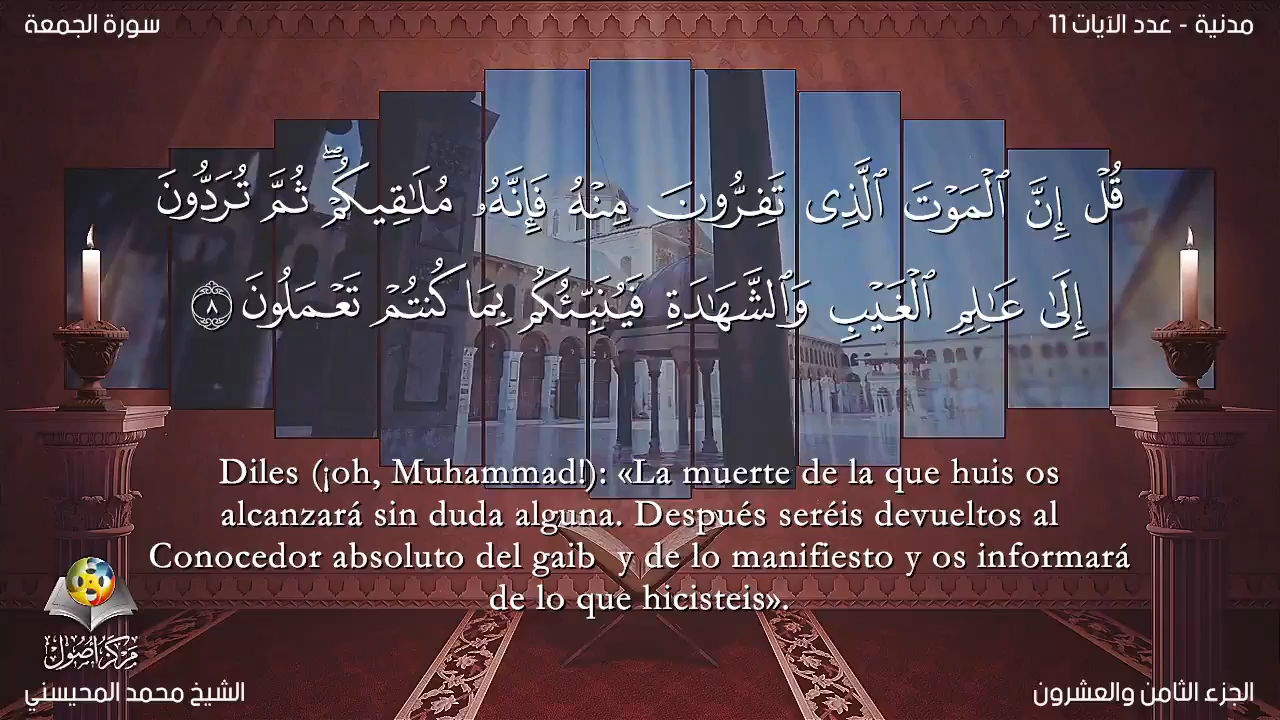 سورة الجمعة
مدنية - عدد الآيات 11
قُلْ إِنَّ ٱلْمَوْتَ ٱلَّذِى تَفِرُّونَ مِنْهُ فَإِنَّهُۥ مُلَـٰقِيكُمْ ۖ ثُمَّ تُرَدُّونَ
إِلَىٰ عَـٰلِمِ ٱلْغَيْبِ وَٱلشَّهَـٰدَةِ فَيُنَبِّئُكُم بِمَا كُنتُمْ تَعْمَلُونَ ٨
Diles (¡oh, Muhammad!): «La muerte de la que huis os
alcanzará sin duda alguna. Después seréis devueltos al
Conocedor absoluto del gaib y de lo manifiesto y os informará
de lo que hicisteis».
مركز أصول
الشيخ محمد المحيسني
الجزء الثامن والعشرون